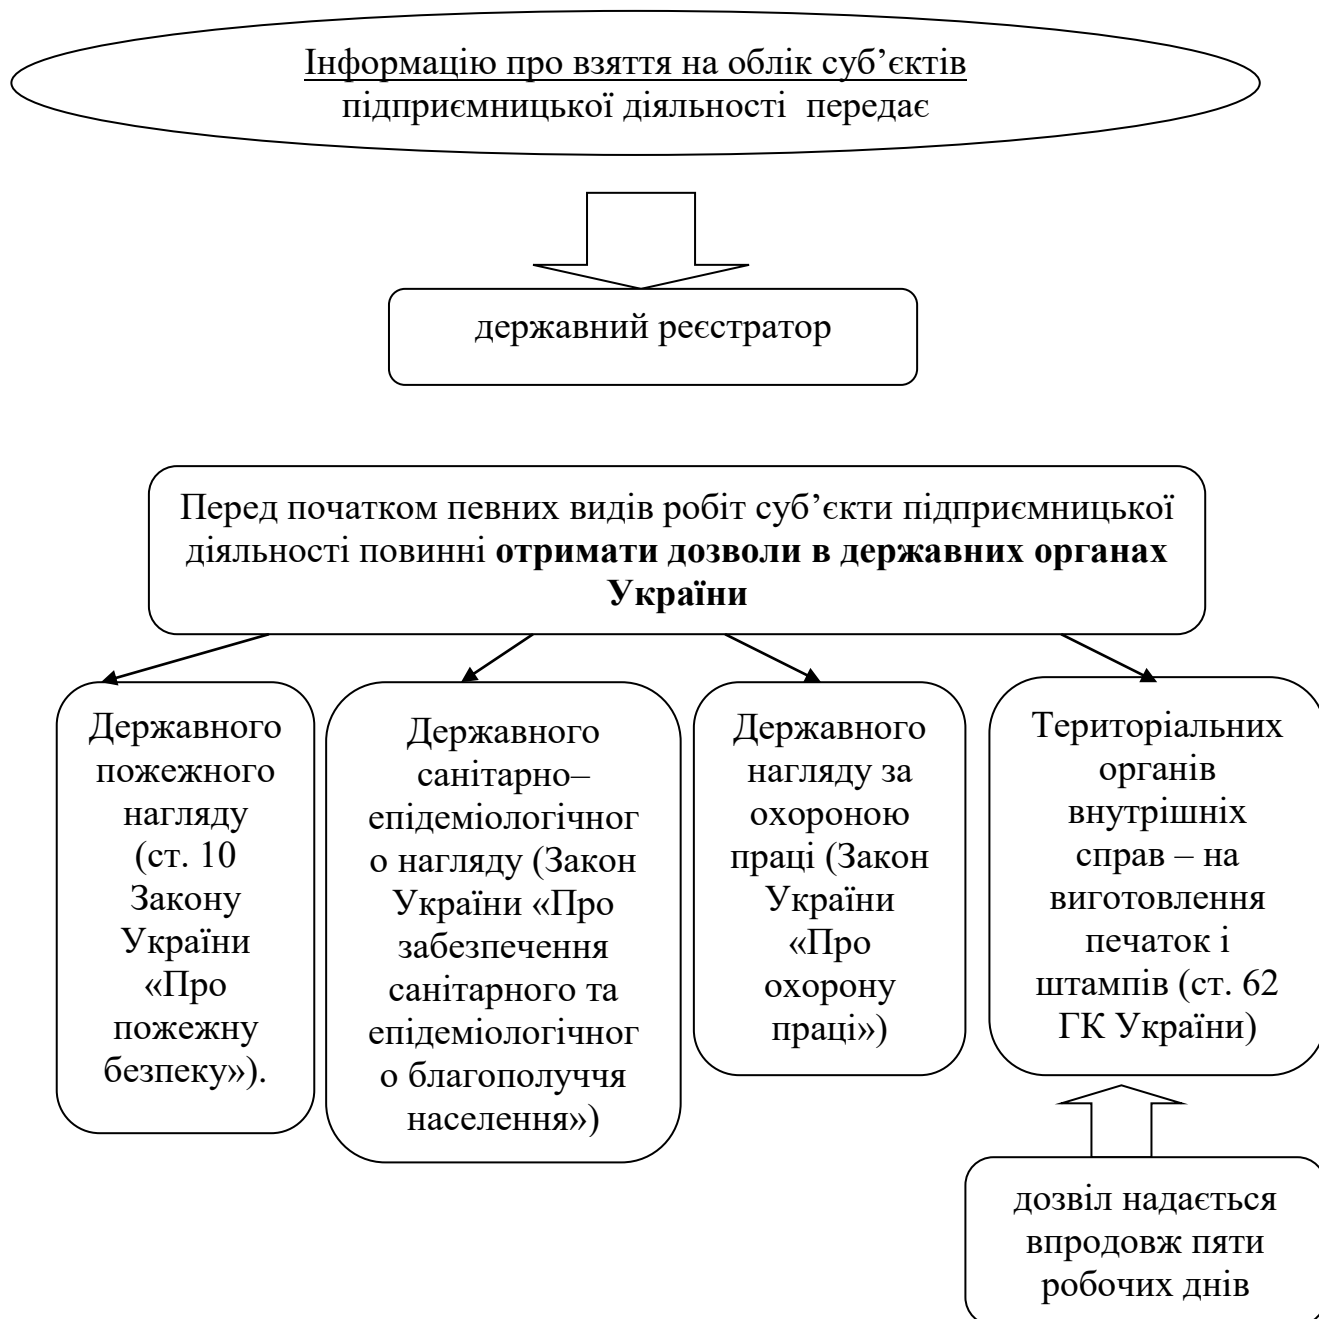 Інформацію про взяття на облік суб’єктів
підприємницької діяльності передає
державний реєстратор
Перед початком певних видів робіт суб’єкти підприємницької
діяльності повинні отримати дозволи в державних органах
України
Державного
пожежного
нагляду
(ст. 10
Закону
України
«Про
пожежну
безпеку»).
Державного
санітарно–
епідеміологічног
о нагляду (Закон
України «Про
забезпечення
санітарного та
епідеміологічног
о благополуччя
населення»)
Державного
нагляду за
охороною
праці (Закон
України
«Про
охорону
праці»)
Територіальних
органів
внутрішніх
справ – на
виготовлення
печаток і
штампів (ст. 62
ГК України)
дозвіл надається
впродовж пяти
робочих днів